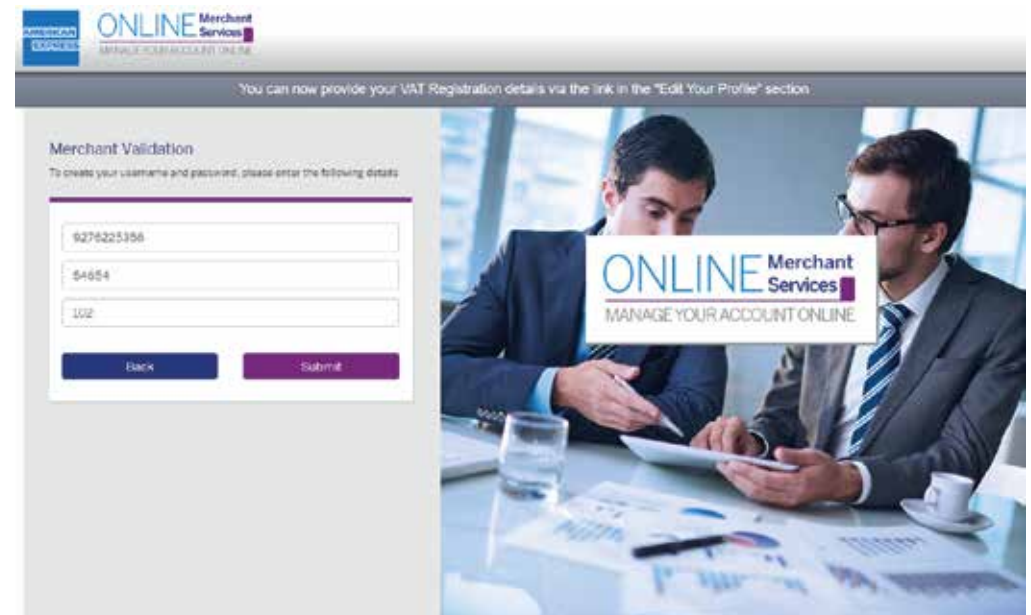 AMERICAN
EXPRESS
ONLINE Merchant Services
MANAGE YOUR ACCOUNT ONLINE
You can now provide your VAT Registration details via the link in the "Edit Your Profile" section
Merchant Validation
To create your username and password, please enter the following details
9276225356
54654
102
Back
Submit
ONLINE Merchant Services
MANAGE YOUR ACCOUNT ONLINE